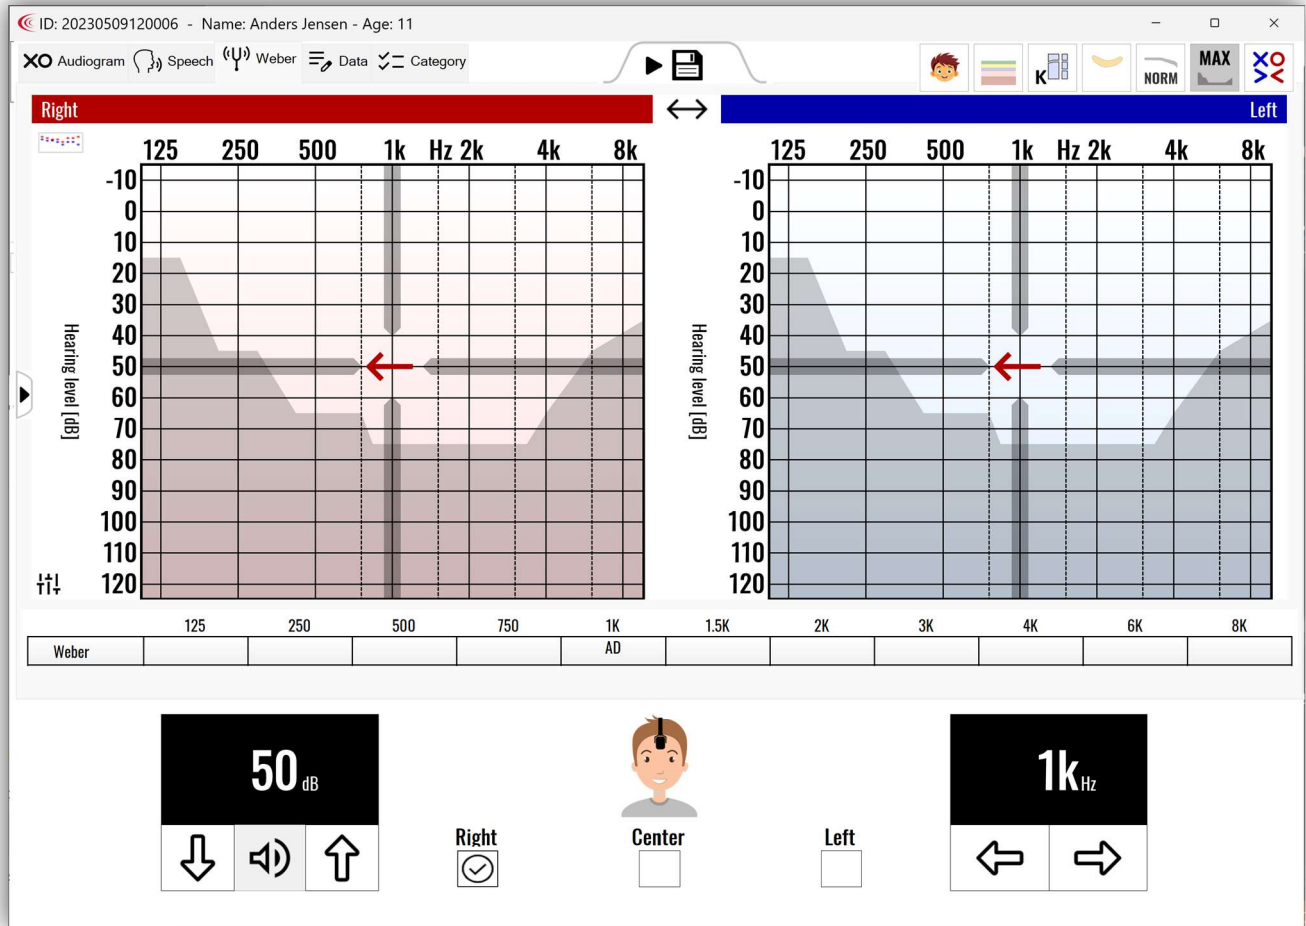 ID: 20230509120006 - Name: Anders Jensen - Age: 11
XO Audiogram Speech Weber Data Category
K NORM MAX XO
Right
Left
125 250 500 1k Hz 2k 4k 8k
-10
0
10
20
30
40
50
60
70
80
90
100
110
120
Hearing level [dB]
125 250 500 1k Hz 2k 4k 8k
-10
0
10
20
30
40
50
60
70
80
90
100
110
120
Hearing level [dB]
125 250 500 750 1K 1.5K 2K 3K 4K 6K 8K
Weber AD
50 dB
Right
Center
Left
1k Hz